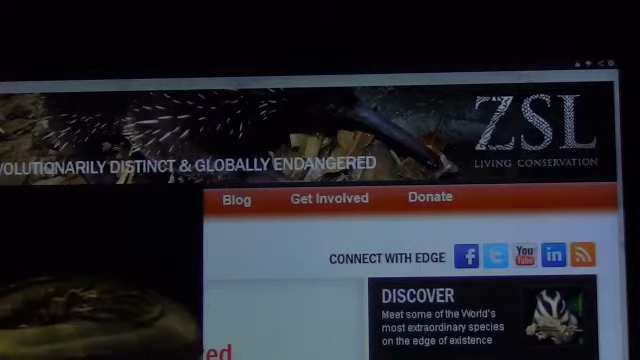 ZSL
LIVING CONSERVATION
VOLUTIONARILY DISTINCT & GLOBALLY ENDANGERED
Blog Get Involved Donate
CONNECT WITH EDGE
You
Tube
in
DISCOVER
Meet some of the World's
most extraordinary species
on the edge of existence
ed